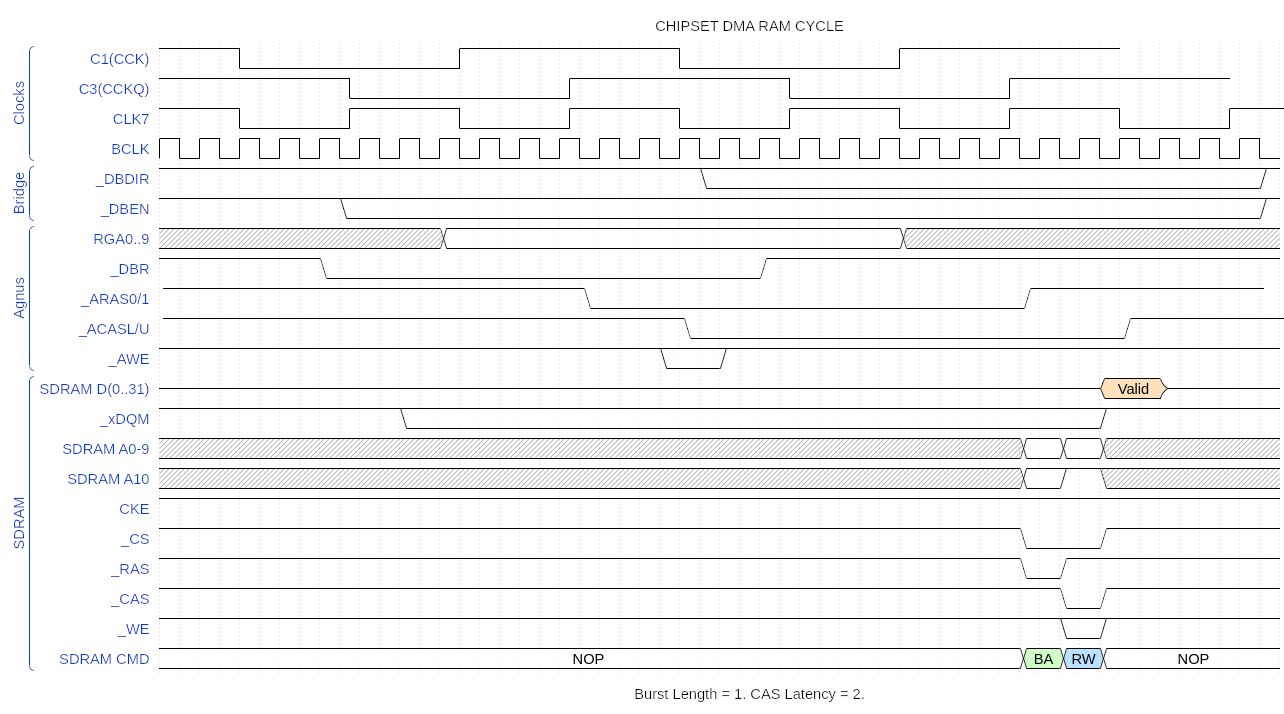 CHIPSET DMA RAM CYCLE
Clocks
C1(CCK)
C3(CCKQ)
CLK7
BCLK
Bridge
_DBDIR
_DBEN
Agnus
RGA0..9
_DBR
_ARAS0/1
_ACASL/U
_AWE
SDRAM
SDRAM D(0..31) Valid
_xDQM
SDRAM A0-9
SDRAM A10
CKE
_CS
_RAS
_CAS
_WE
SDRAM CMD NOP BA RW NOP
Burst Length = 1. CAS Latency = 2.